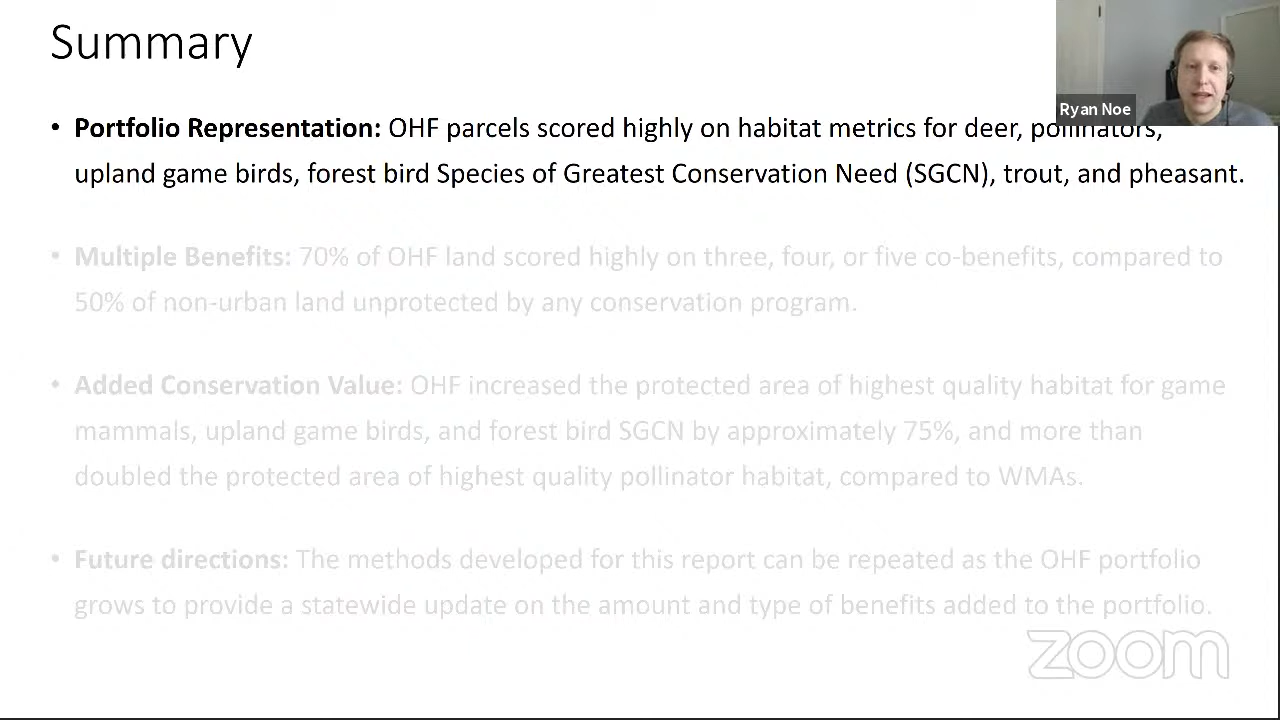 Summary
Ryan Noe
• Portfolio Representation: OHF parcels scored highly on habitat metrics for deer, pollinators,
upland game birds, forest bird Species of Greatest Conservation Need (SGCN), trout, and pheasant.
• Multiple Benefits: 70% of OHF land scored highly on three, four, or five co-benefits, compared to
50% of non-urban land unprotected by any conservation program.
• Added Conservation Value: OHF increased the protected area of highest quality habitat for game
mammals, upland game birds, and forest bird SGCN by approximately 75%, and more than
doubled the protected area of highest quality pollinator habitat, compared to WMAs.
• Future directions: The methods developed for this report can be repeated as the OHF portfolio
grows to provide a statewide update on the amount and type of benefits added to the portfolio.
zoom